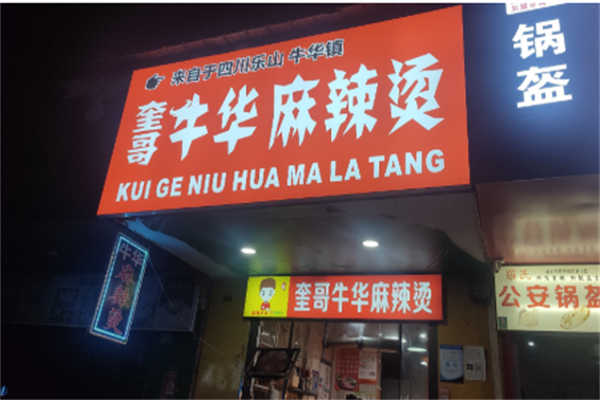 来自于四川乐山 牛华镇
奎哥
牛华麻辣烫
KUI GE NIU HUA MA LA TANG
锅盔
牛华
麻辣烫
奎哥牛华麻辣烫
公安锅盔